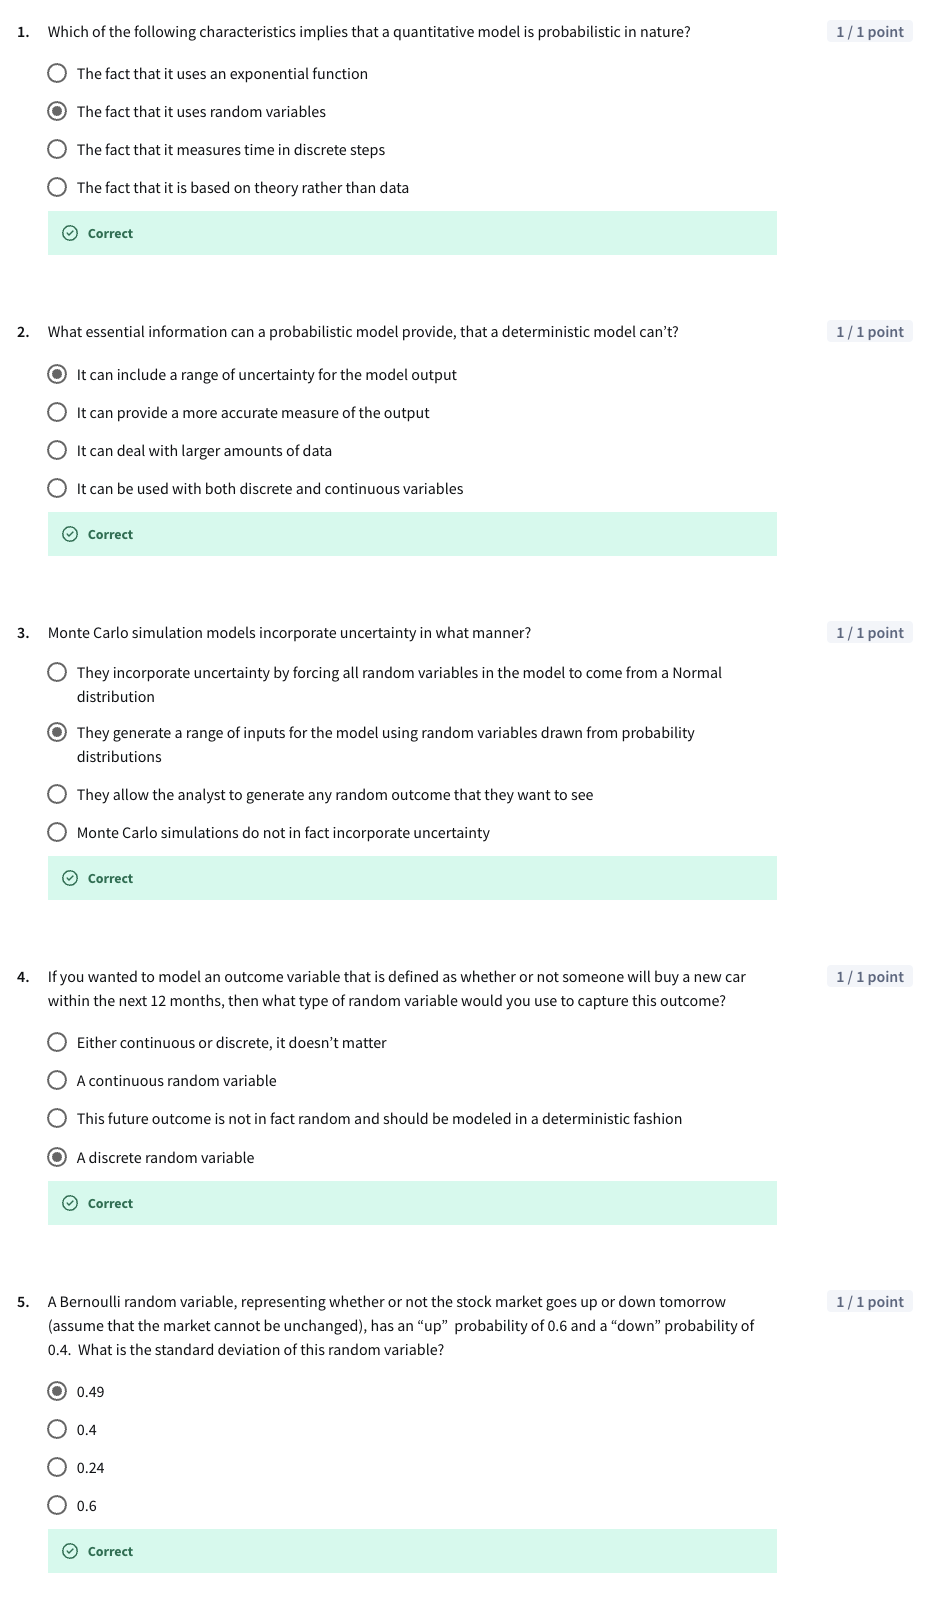 1. Which of the following characteristics implies that a quantitative model is probabilistic in nature? 1 / 1 point
The fact that it uses an exponential function
The fact that it uses random variables
The fact that it measures time in discrete steps
The fact that it is based on theory rather than data
Correct
2. What essential information can a probabilistic model provide, that a deterministic model can’t? 1 / 1 point
It can include a range of uncertainty for the model output
It can provide a more accurate measure of the output
It can deal with larger amounts of data
It can be used with both discrete and continuous variables
Correct
3. Monte Carlo simulation models incorporate uncertainty in what manner? 1 / 1 point
They incorporate uncertainty by forcing all random variables in the model to come from a Normal
distribution
They generate a range of inputs for the model using random variables drawn from probability
distributions
They allow the analyst to generate any random outcome that they want to see
Monte Carlo simulations do not in fact incorporate uncertainty
Correct
4. If you wanted to model an outcome variable that is defined as whether or not someone will buy a new car 1 / 1 point
within the next 12 months, then what type of random variable would you use to capture this outcome?
Either continuous or discrete, it doesn’t matter
A continuous random variable
This future outcome is not in fact random and should be modeled in a deterministic fashion
A discrete random variable
Correct
5. A Bernoulli random variable, representing whether or not the stock market goes up or down tomorrow 1 / 1 point
(assume that the market cannot be unchanged), has an “up” probability of 0.6 and a “down” probability of
0.4. What is the standard deviation of this random variable?
0.49
0.4
0.24
0.6
Correct